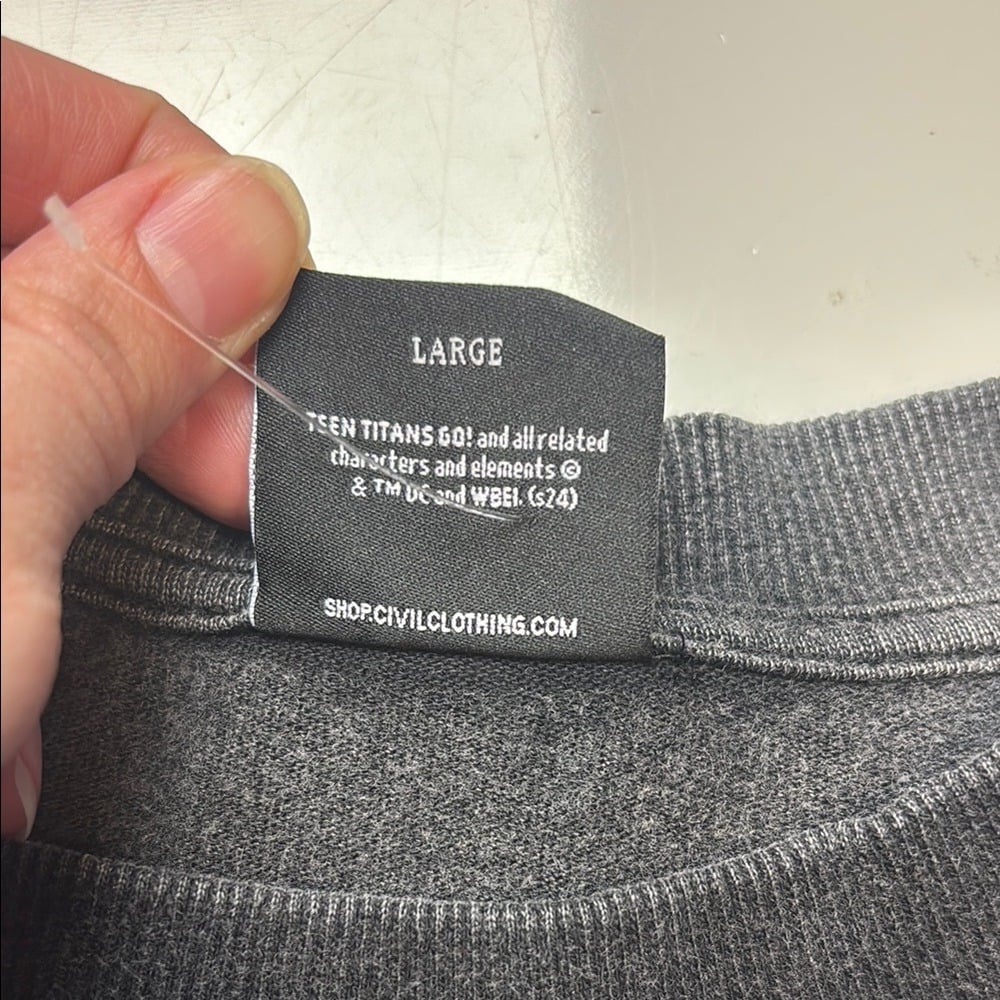 LARGE
TEEN TITANS GO! and all related
characters and elements ©
& TM DC and WBEI. (s24)
SHOP.CIVILCLOTHING.COM